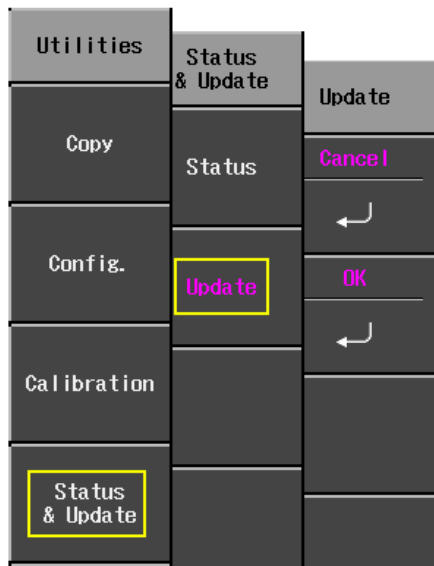 Utilities
Copy
Config.
Calibration
Status
& Update
Status
& Update
Status
Update
Update
Cancel
OK